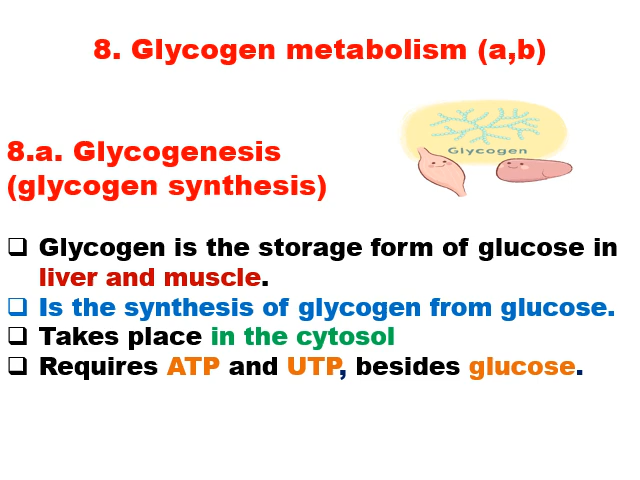 8. Glycogen metabolism (a,b)
Glycogen
8.a. Glycogenesis
(glycogen synthesis)
❑ Glycogen is the storage form of glucose in
liver and muscle.
❑ Is the synthesis of glycogen from glucose.
❑ Takes place in the cytosol
❑ Requires ATP and UTP, besides glucose.